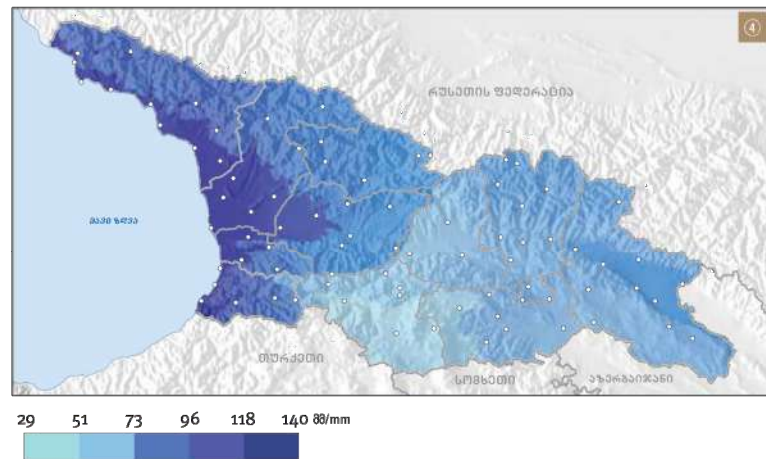 ④
რუსეთის ფედერაცია
შავი ზღვა
თურქეთი
სომხეთი
აზერბაიჯანი
29 51 73 96 118 140 მმ/mm